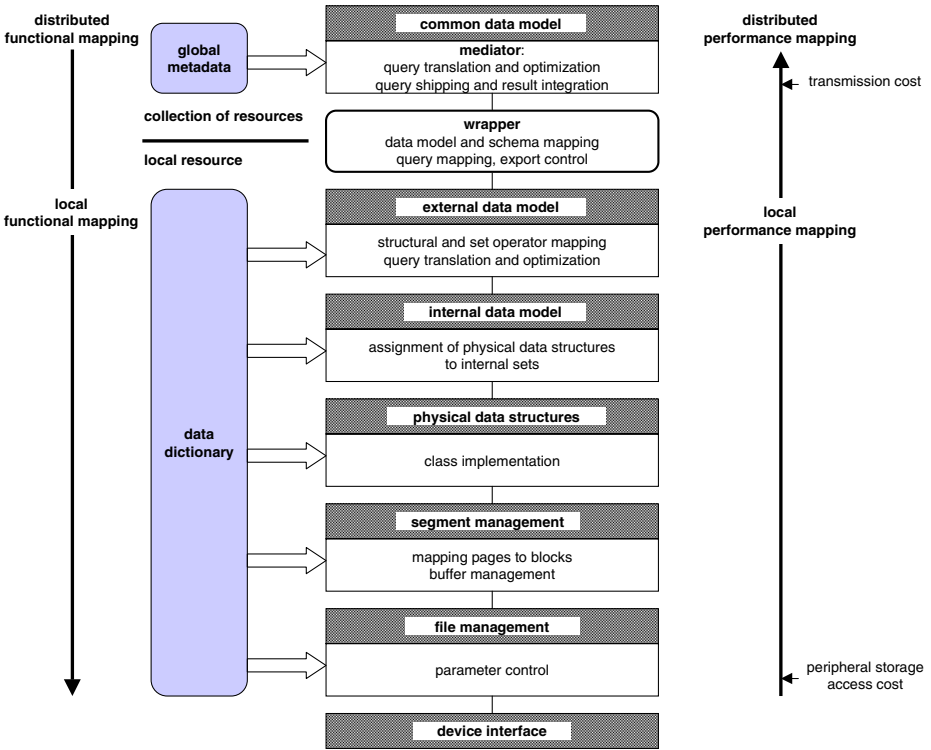 distributed
functional mapping
global
metadata
common data model
mediator:
query translation and optimization
query shipping and result integration
distributed
performance mapping
transmission cost
collection of resources
local resource
wrapper
data model and schema mapping
query mapping, export control
local
functional mapping
external data model
structural and set operator mapping
query translation and optimization
local
performance mapping
internal data model
assignment of physical data structures
to internal sets
data
dictionary
physical data structures
class implementation
segment management
mapping pages to blocks
buffer management
file management
parameter control
peripheral storage
access cost
device interface